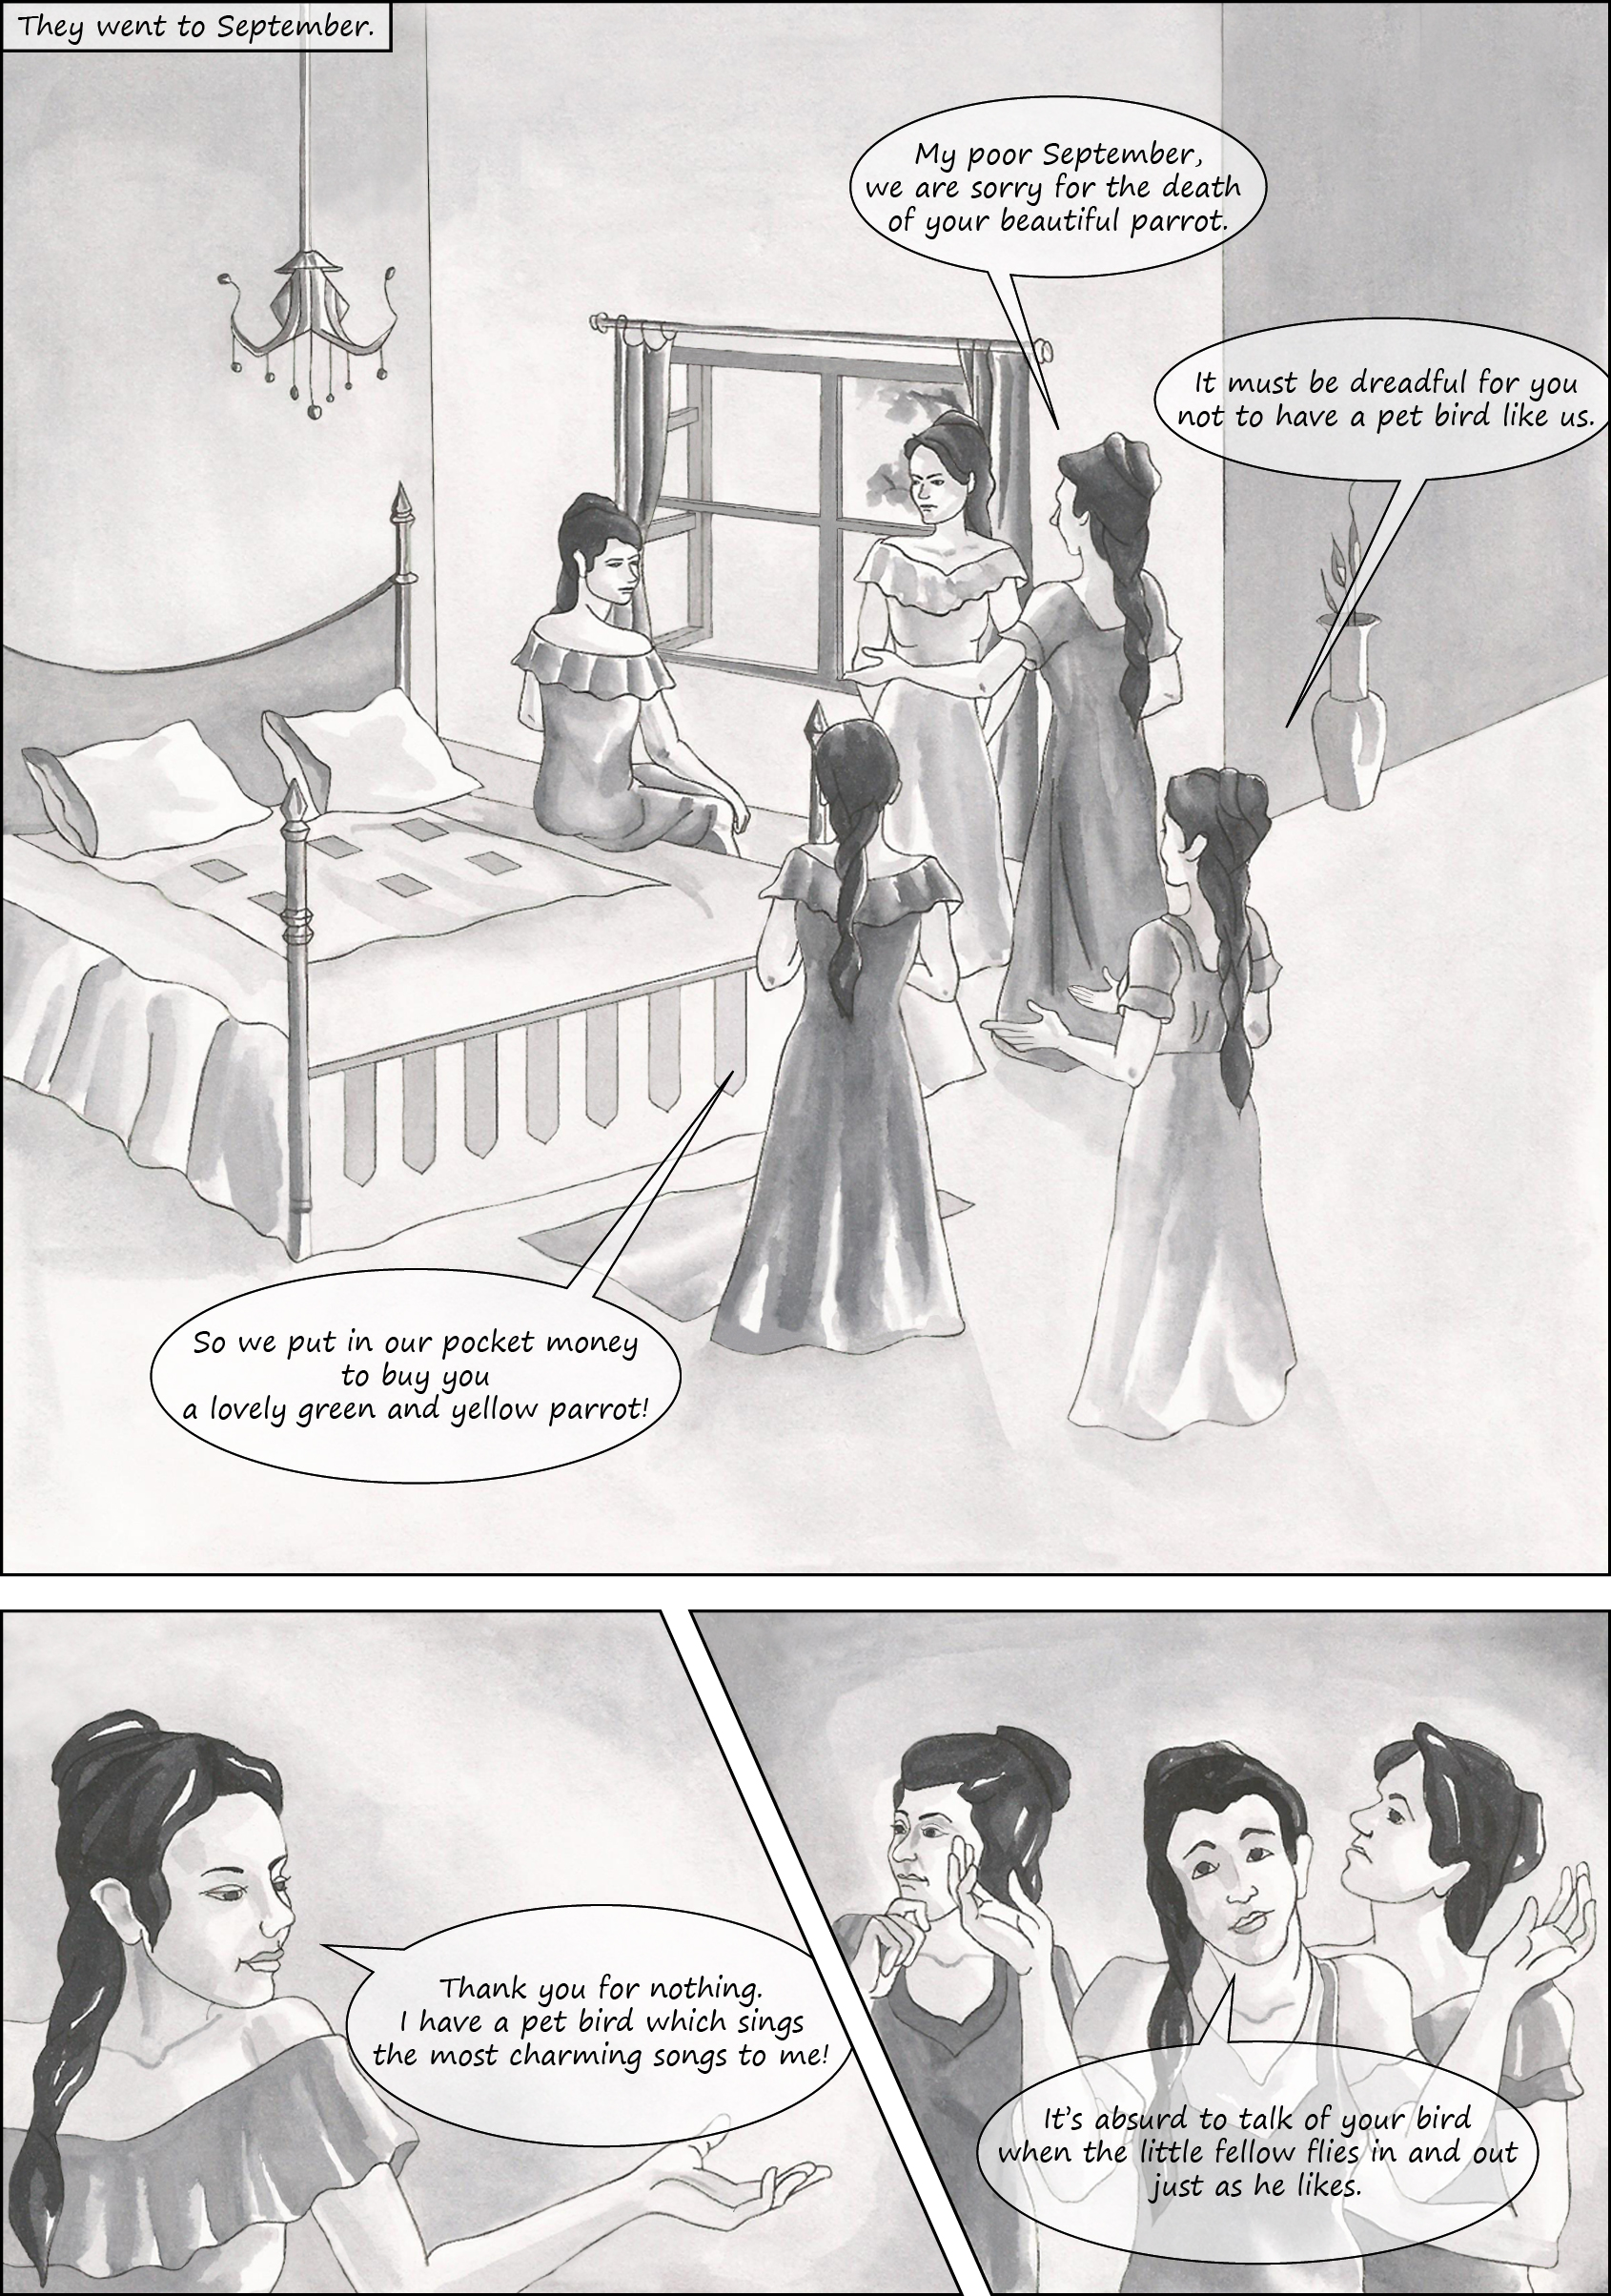 They went to September.
My poor September,
we are sorry for the death
of your beautiful parrot.
It must be dreadful for you
not to have a pet bird like us.
So we put in our pocket money
to buy you
a lovely green and yellow parrot!
Thank you for nothing.
I have a pet bird which sings
the most charming songs to me!
It's absurd to talk of your bird
when the little fellow flies in and out
just as he likes.